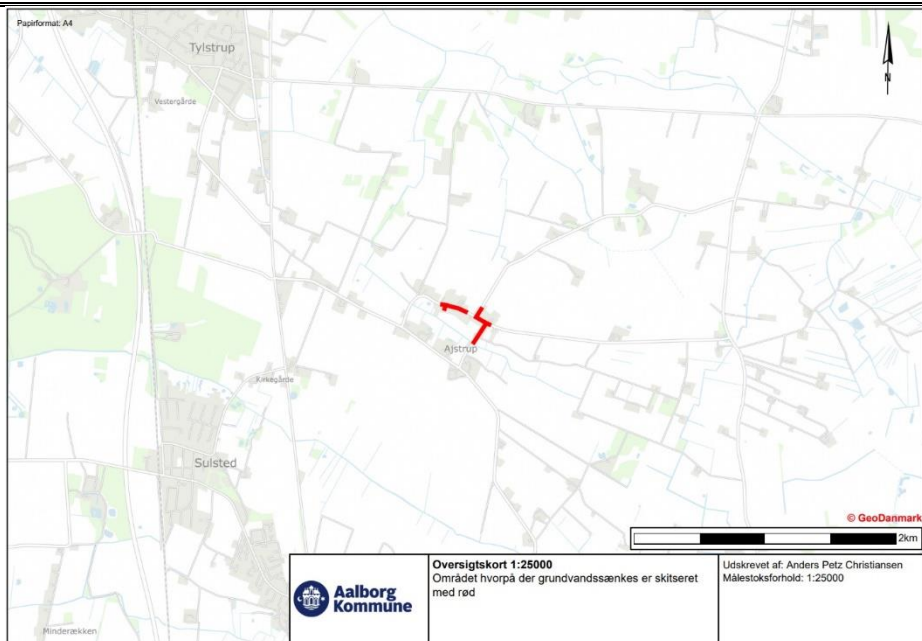 Papirformat: A4
Tylstrup
Vestergårde
N
Ajstrup
Kirkegårde
Sulsted
© GeoDanmark
2km
Minderækken
Aalborg
Kommune
Oversigtskort 1:25000
Området hvorpå der grundvandssænkes er skitseret
med rød
Udskrevet af: Anders Petz Christiansen
Målestoksforhold: 1:25000